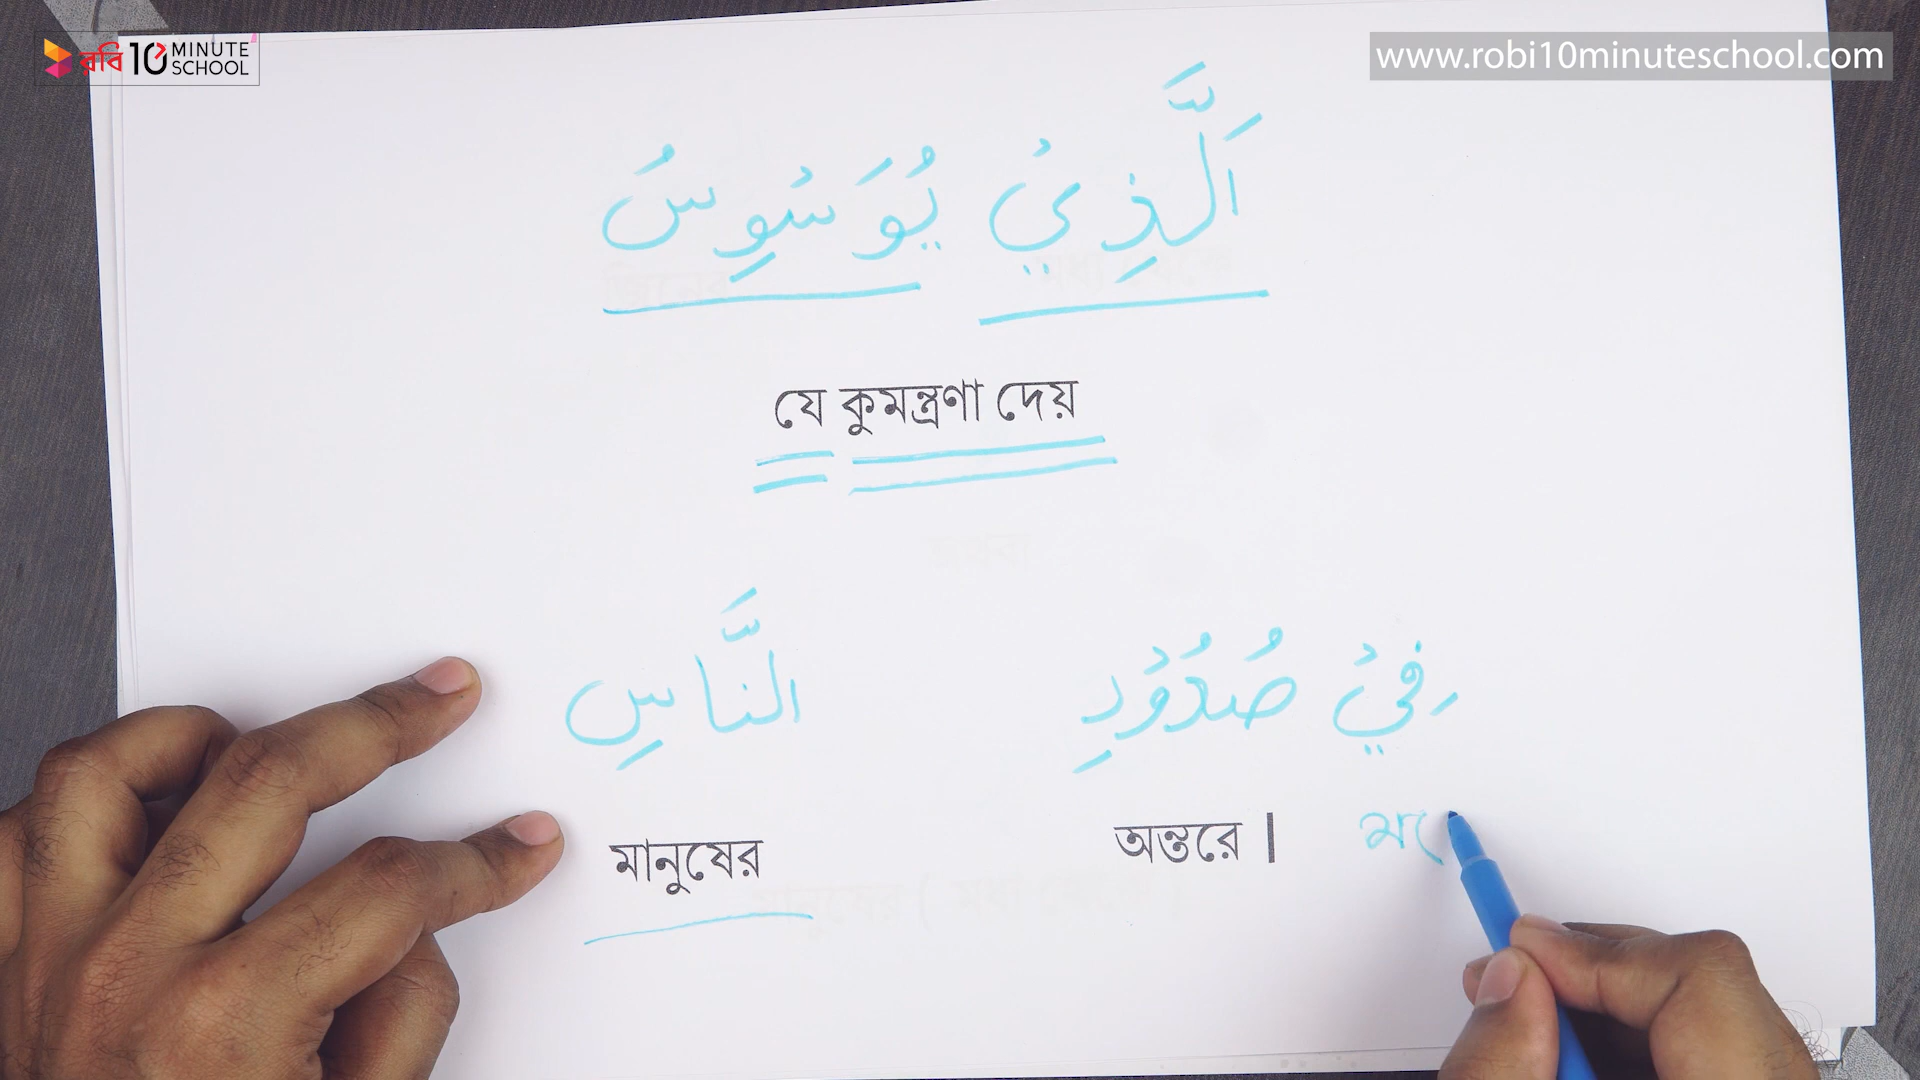 রবি 10 MINUTE SCHOOL
www.robi10minuteschool.com
اَلَّذِيْ يُوَسْوِسُ
যে কুমন্ত্রণা দেয়
فِيْ صُدُوْرِ النَّاسِ
মানুষের অন্তরে ।